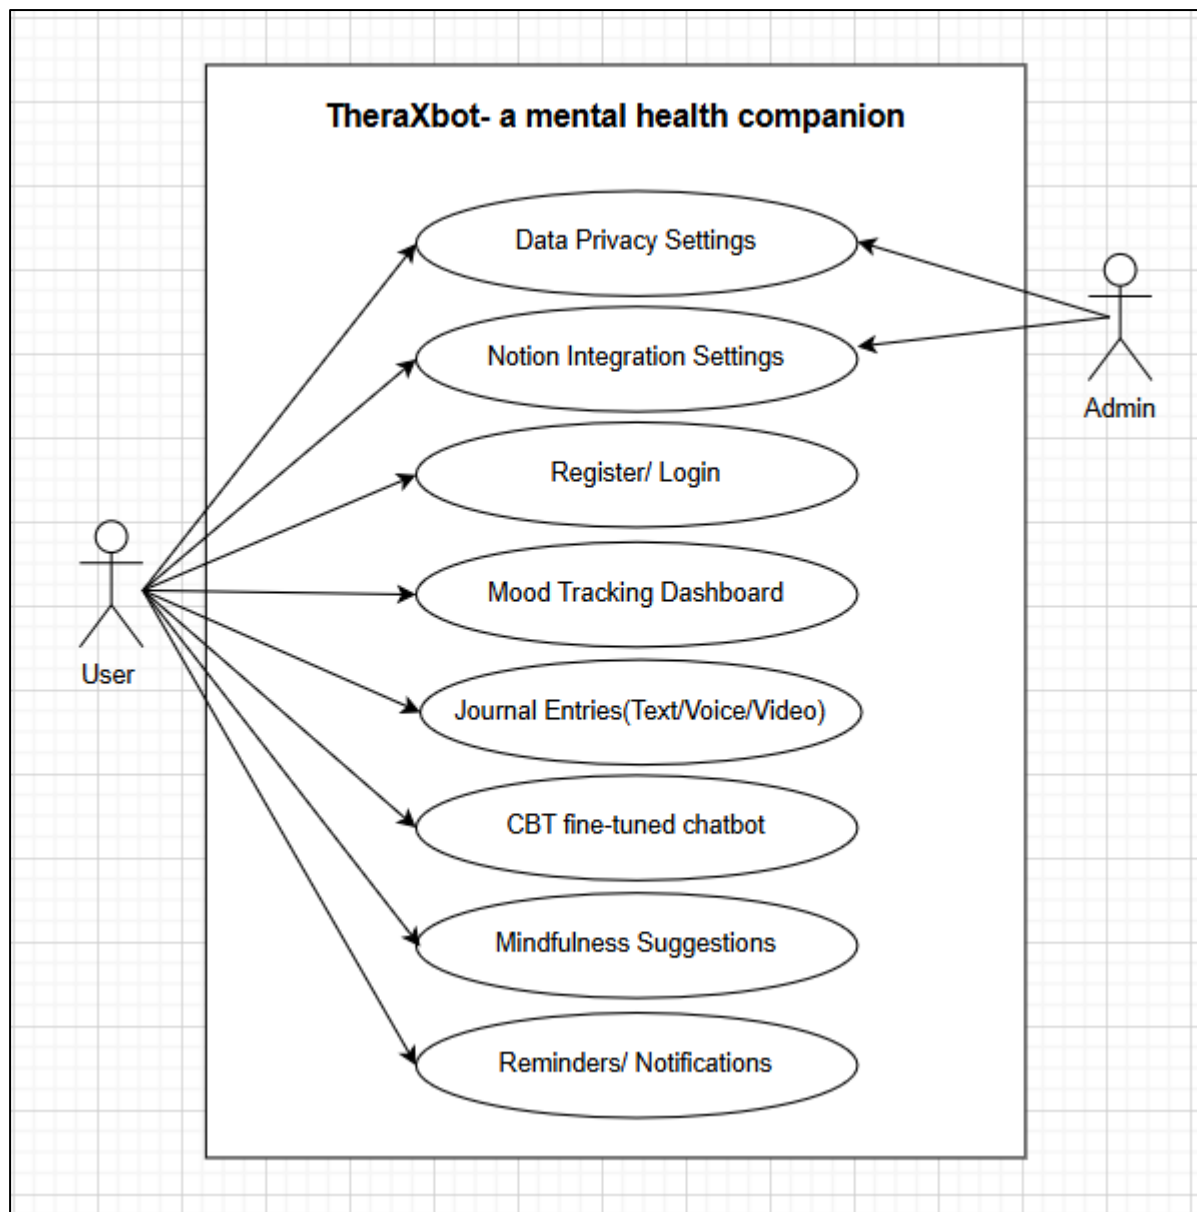 TheraXbot- a mental health companion
Data Privacy Settings
Notion Integration Settings
Admin
Register/ Login
Mood Tracking Dashboard
User
Journal Entries(Text/Voice/Video)
CBT fine-tuned chatbot
Mindfulness Suggestions
Reminders/ Notifications